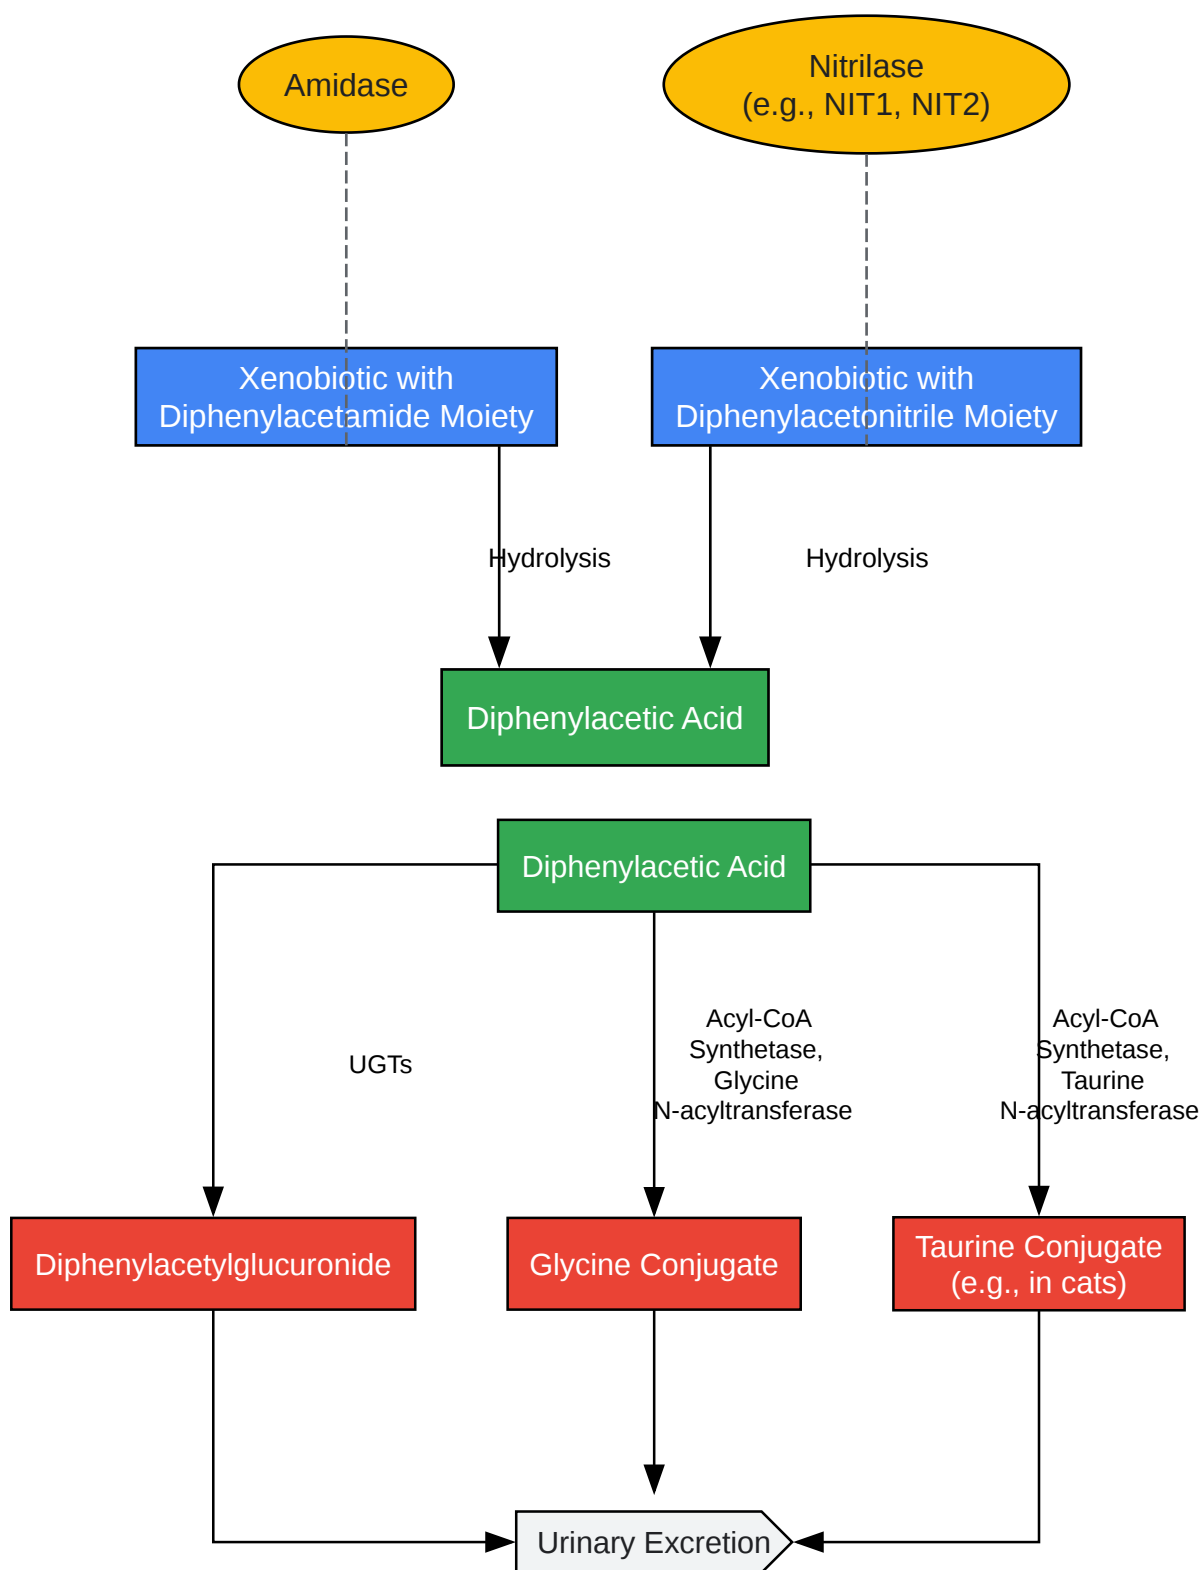 Amidase
Nitrilase
(e.g., NIT1, NIT2)
Xenobiotic with
Diphenylacetamide Moiety
Xenobiotic with
Diphenylacetonitrile Moiety
Hydrolysis
Hydrolysis
Diphenylacetic Acid
Diphenylacetic Acid
UGTs
Acyl-CoA
Synthetase,
Glycine
N-acyltransferase
Acyl-CoA
Synthetase,
Taurine
N-acyltransferase
Diphenylacetylglucuronide
Glycine Conjugate
Taurine Conjugate
(e.g., in cats)
Urinary Excretion